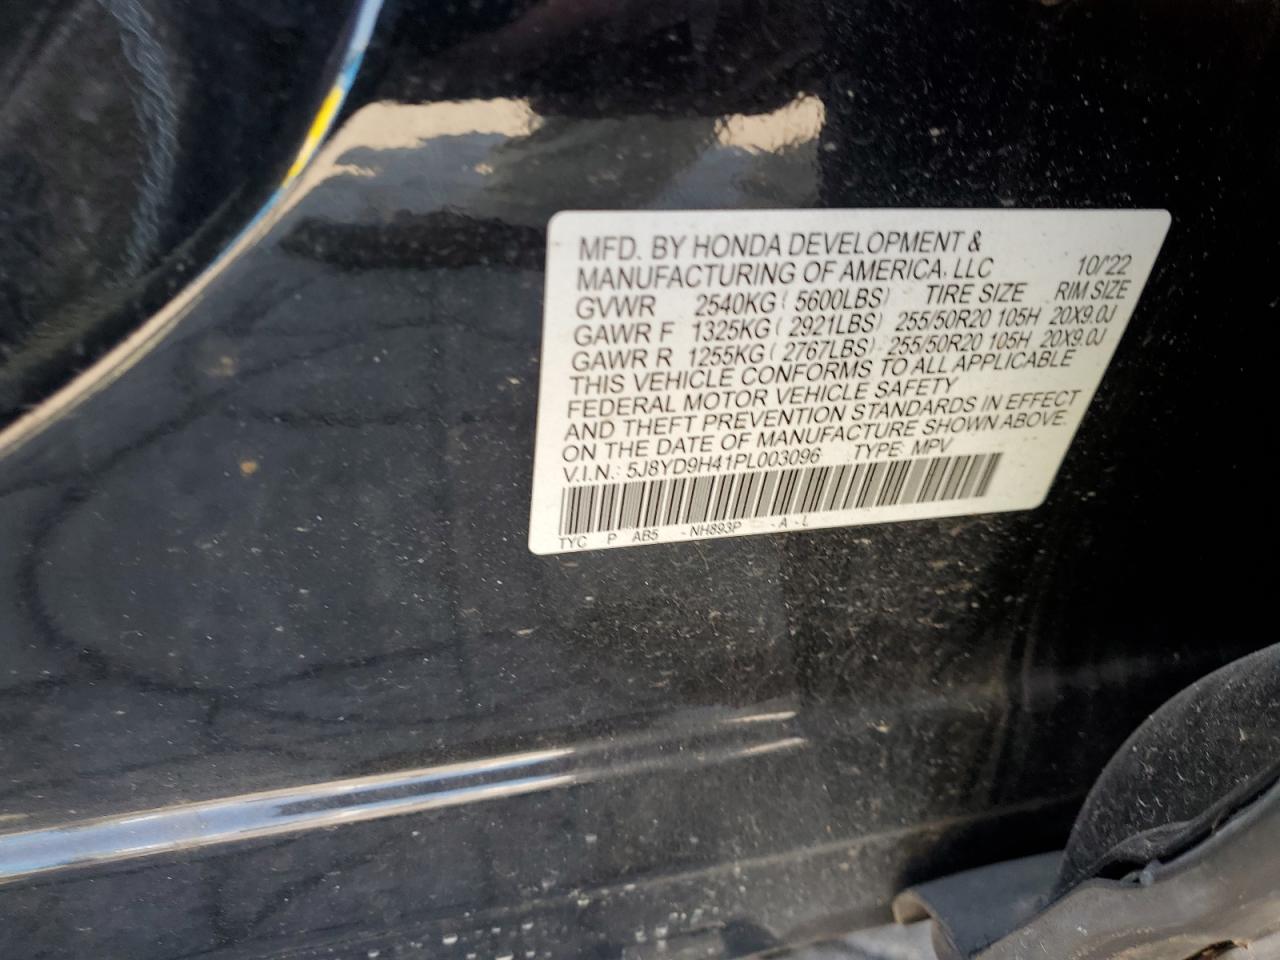 MFD. BY HONDA DEVELOPMENT &
MANUFACTURING OF AMERICA, LLC 10/'22
GVWR 2540KG ( 5600LBS) TIRE SIZE RIM SIZE
GAWR F 1325KG ( 2921LBS) 255/50R20 105H 20X9.0J
GAWR R 1255KG ( 2767LBS) 255/50R20 105H 20X9.0J
THIS VEHICLE CONFORMS TO ALL APPLICABLE
FEDERAL MOTOR VEHICLE SAFETY
AND THEFT PREVENTION STANDARDS IN EFFECT
ON THE DATE OF MANUFACTURE SHOWN ABOVE.
V.I.N.: 5J8YD9H41PL003096 TYPE: MPV
TYC P AB5 -NH893P -A-L